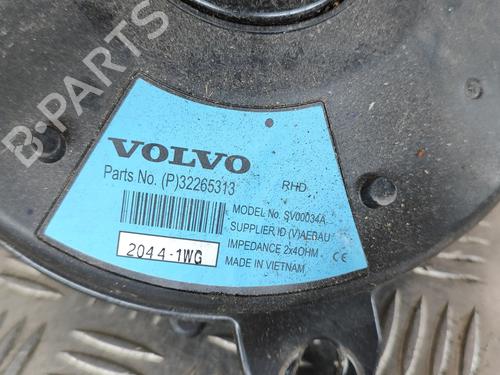 B-PARTS
VOLVO
Parts No. (P)32265313
RHD
MODEL No. SV00034A
SUPPLIER ID (V)AEBAU
IMPEDANCE 2x4OHM
MADE IN VIETNAM
2044-1WG